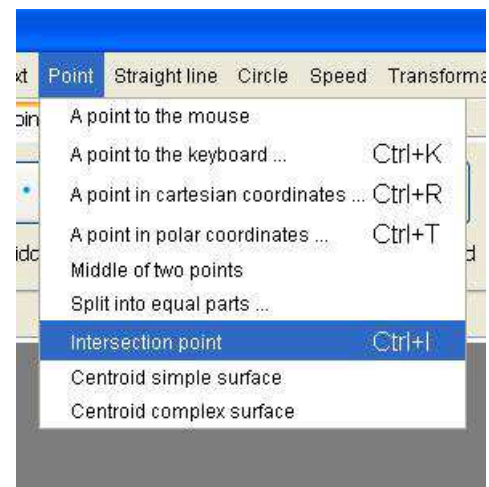 Point Straight line Circle Speed
A point to the mouse
A point to the keyboard ... Ctrl+K
A point in cartesian coordinates ... Ctrl+R
A point in polar coordinates ... Ctrl+T
Middle of two points
Split into equal parts ...
Intersection point Ctrl+I
Centroid simple surface
Centroid complex surface